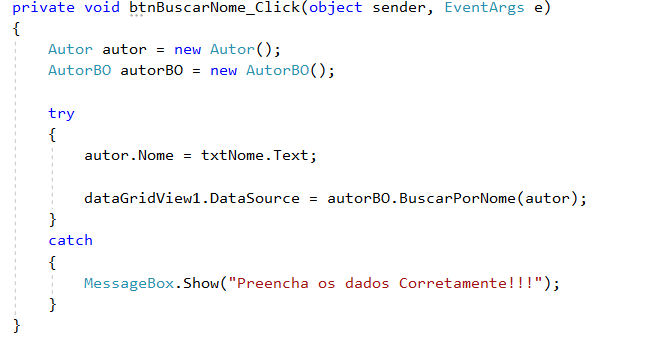 private void btnBuscarNome_Click(object sender, EventArgs e)
{
    Autor autor = new Autor();
    AutorBO autorBO = new AutorBO();
    try
    {
        autor.Nome = txtNome.Text;
        dataGridView1.DataSource = autorBO.BuscarPorNome(autor);
    }
    catch
    {
        MessageBox.Show("Preencha os dados Corretamente!!!");
    }
}